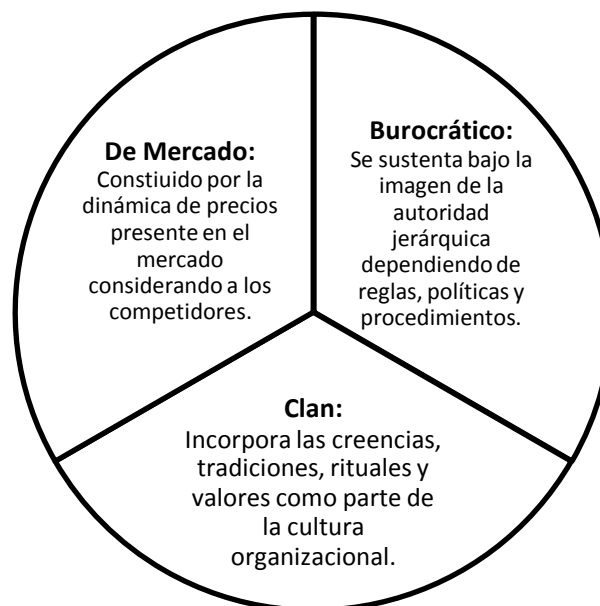 De Mercado:
Constiuido por la
dinámica de precios
presente en el
mercado
considerando a los
competidores.
Burocrático:
Se sustenta bajo la
imagen de la
autoridad
jerárquica
dependiendo de
reglas, políticas y
procedimientos.
Clan:
Incorpora las creencias,
tradiciones, rituales y
valores como parte de
la cultura
organizacional.